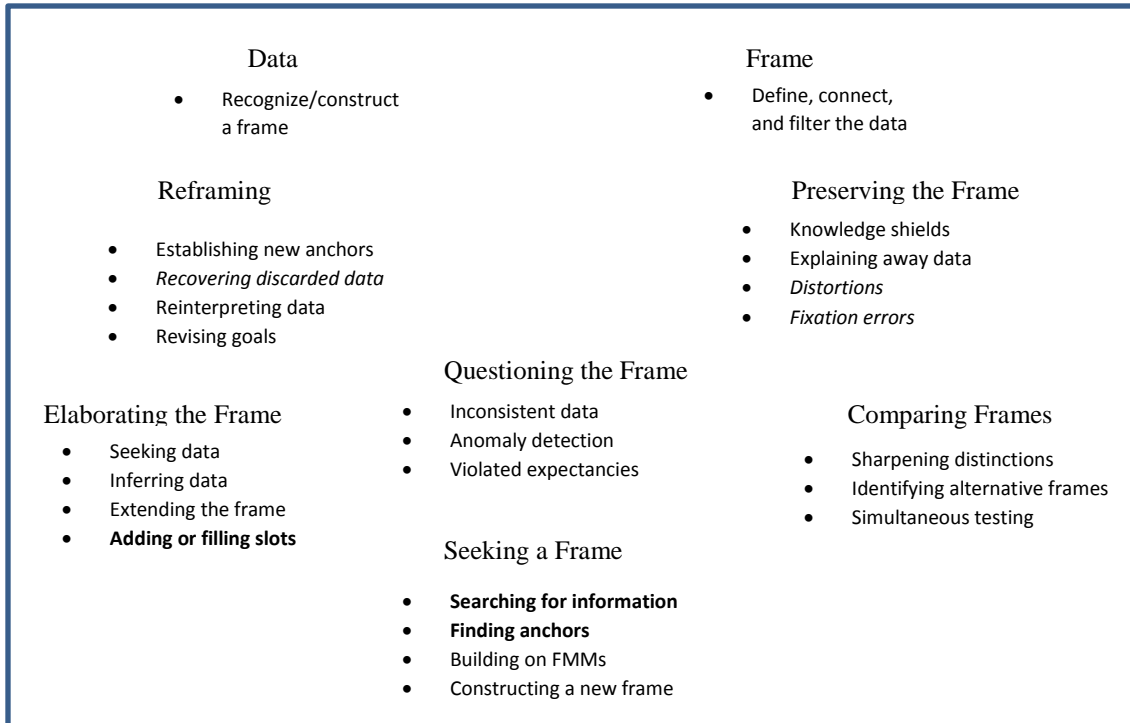 Data
• Recognize/construct
a frame
Frame
• Define, connect,
and filter the data
Reframing
• Establishing new anchors
• Recovering discarded data
• Reinterpreting data
• Revising goals
Preserving the Frame
• Knowledge shields
• Explaining away data
• Distortions
• Fixation errors
Questioning the Frame
• Inconsistent data
• Anomaly detection
• Violated expectancies
Elaborating the Frame
• Seeking data
• Inferring data
• Extending the frame
• Adding or filling slots
Comparing Frames
• Sharpening distinctions
• Identifying alternative frames
• Simultaneous testing
Seeking a Frame
• Searching for information
• Finding anchors
• Building on FMMs
• Constructing a new frame